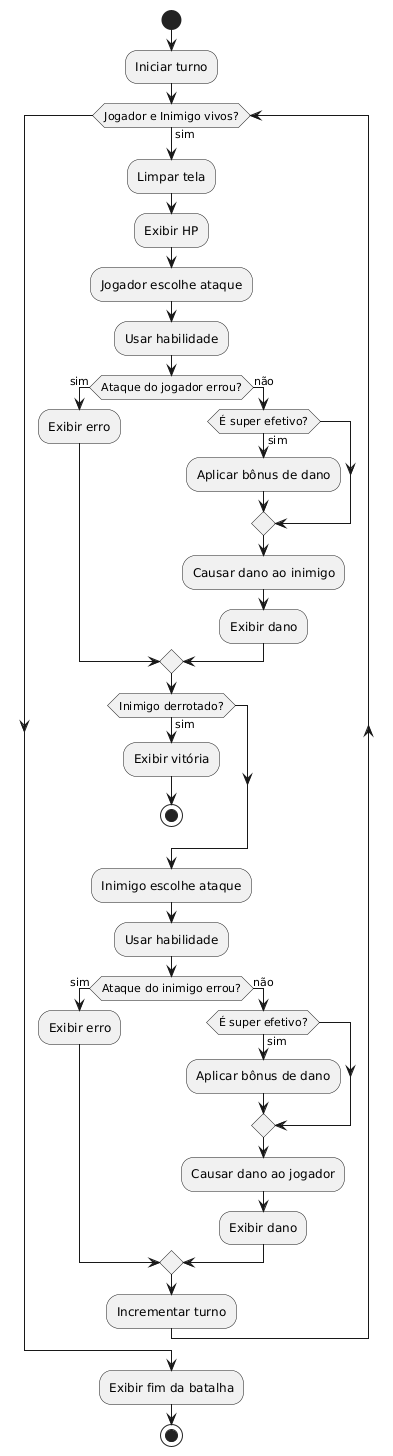 Iniciar turno
Jogador e Inimigo vivos?
sim
Limpar tela
Exibir HP
Jogador escolhe ataque
Usar habilidade
sim
Ataque do jogador errou?
não
Exibir erro
É super efetivo?
sim
Aplicar bônus de dano
Causar dano ao inimigo
Exibir dano
Inimigo derrotado?
sim
Exibir vitória
Inimigo escolhe ataque
Usar habilidade
sim
Ataque do inimigo errou?
não
Exibir erro
É super efetivo?
sim
Aplicar bônus de dano
Causar dano ao jogador
Exibir dano
Incrementar turno
Exibir fim da batalha